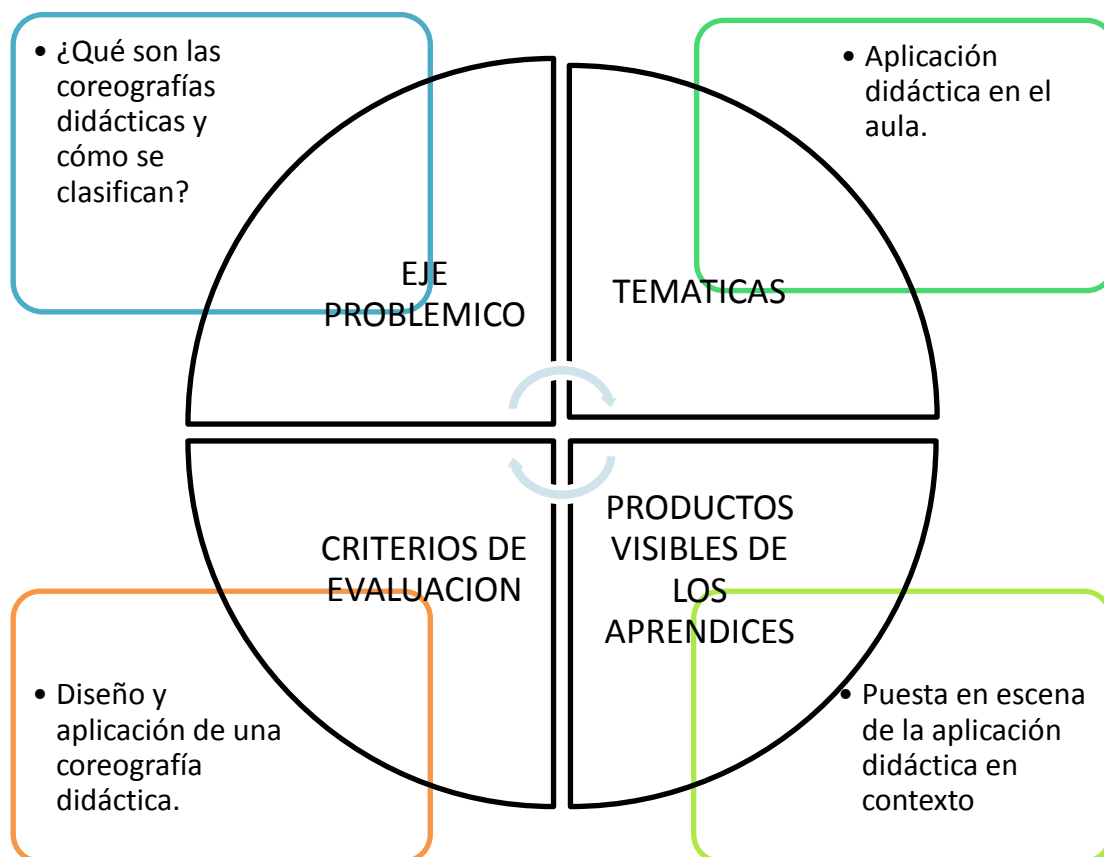 • ¿Qué son las
coreografías
didácticas y
cómo se
clasifican?
• Aplicación
didáctica en el
aula.
EJE
PROBLEMICO
TEMATICAS
CRITERIOS DE
EVALUACION
PRODUCTOS
VISIBLES DE
LOS
APRENDICES
• Diseño y
aplicación de una
coreografía
didáctica.
• Puesta en escena
de la aplicación
didáctica en
contexto